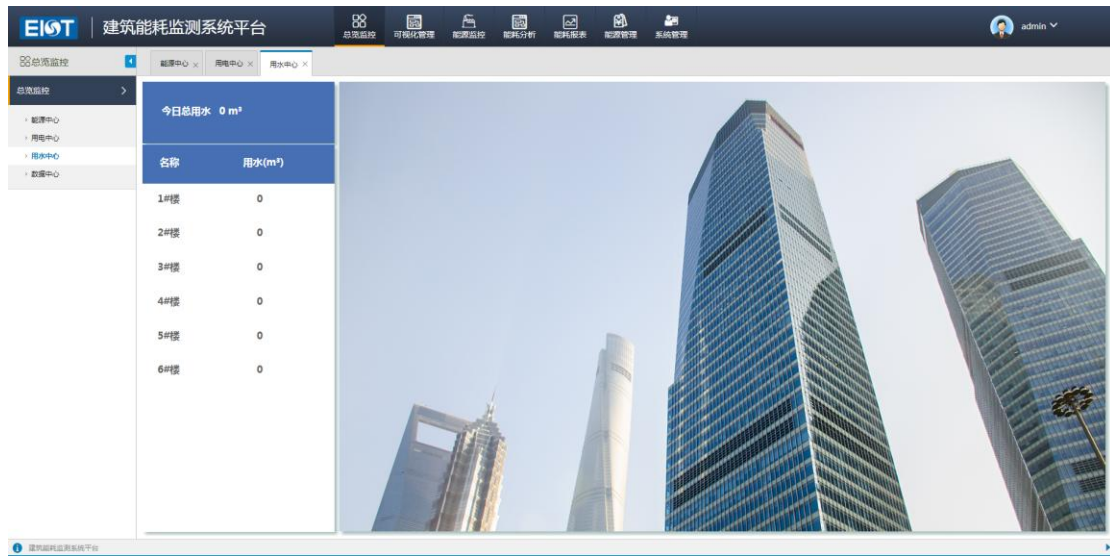 EIOT 建筑能耗监测系统平台
总览监控 可视化管理 能源监控 能耗分析 能耗报表 能源管理 系统管理
admin
总览监控
能源中心 × 用电中心 × 用水中心 ×
总览监控
能源中心
用电中心
用水中心
数据中心
今日总用水 0 m³
名称 用水(m³)
1#楼 0
2#楼 0
3#楼 0
4#楼 0
5#楼 0
6#楼 0
建筑能耗监测系统平台